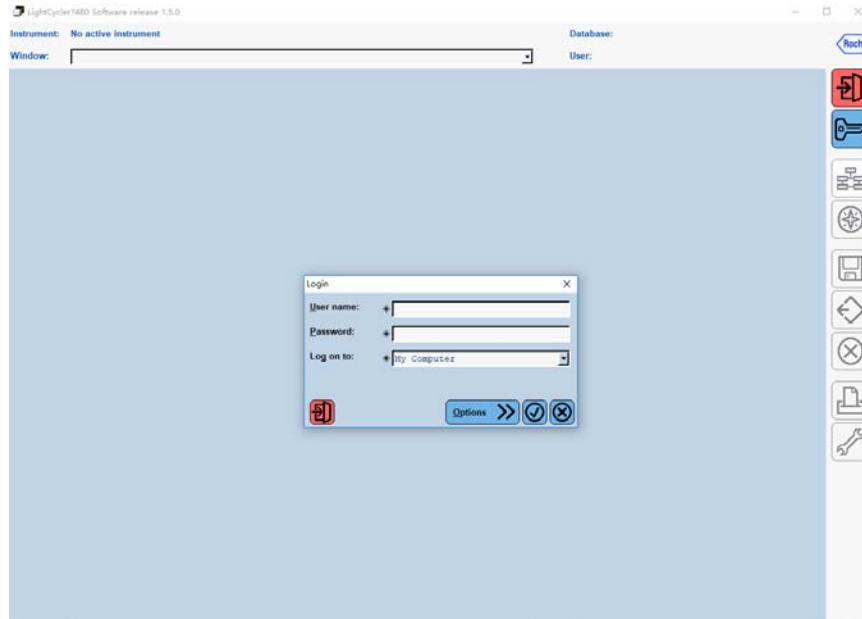 LightCycler?480 Software release 1.5.0
Instrument: No active instrument Database:
Window: User:
Roch
Login
User name:
Password:
Log on to: My Computer
Options